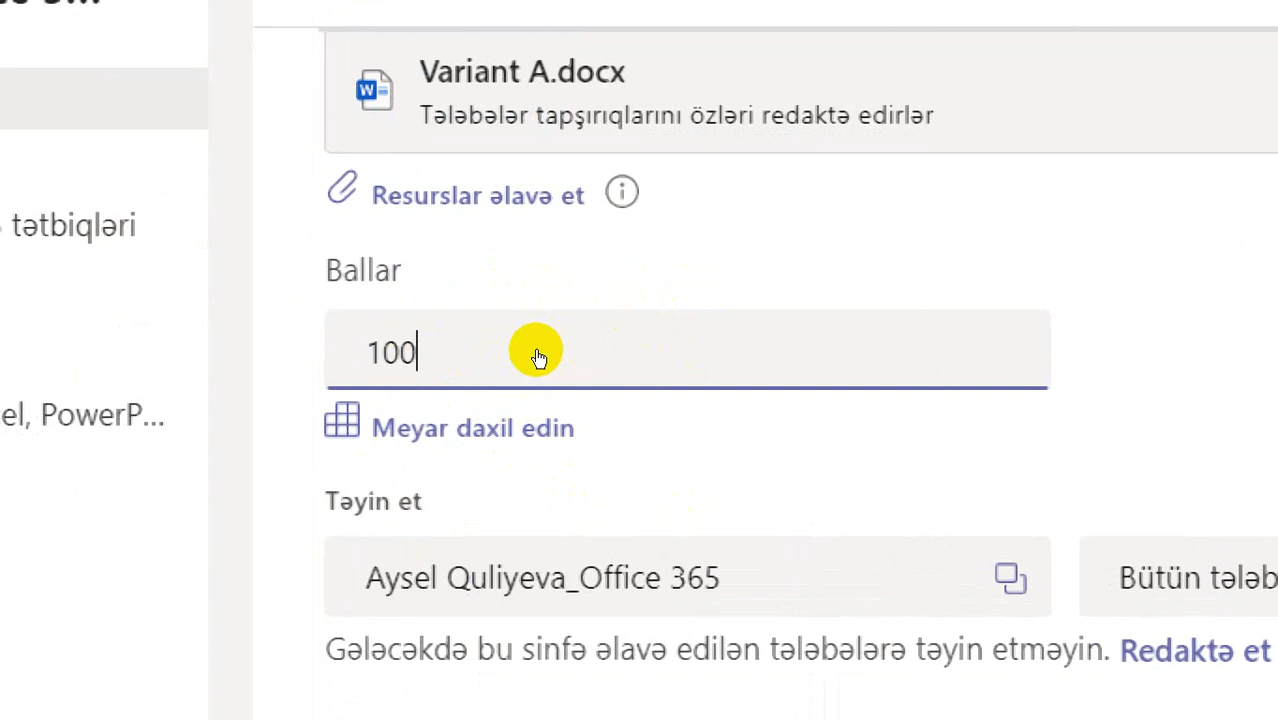 Variant A.docx
Tələbələr tapşırıqlarını özləri redaktə edirlər
Resurslar əlavə et
tətbiqləri
Ballar
100
PowerP...
Meyar daxil edin
Təyin et
Aysel Quliyeva_Office 365
Bütün tələb
Gələcəkdə bu sinfə əlavə edilən tələbələrə təyin etməyin. Redaktə et